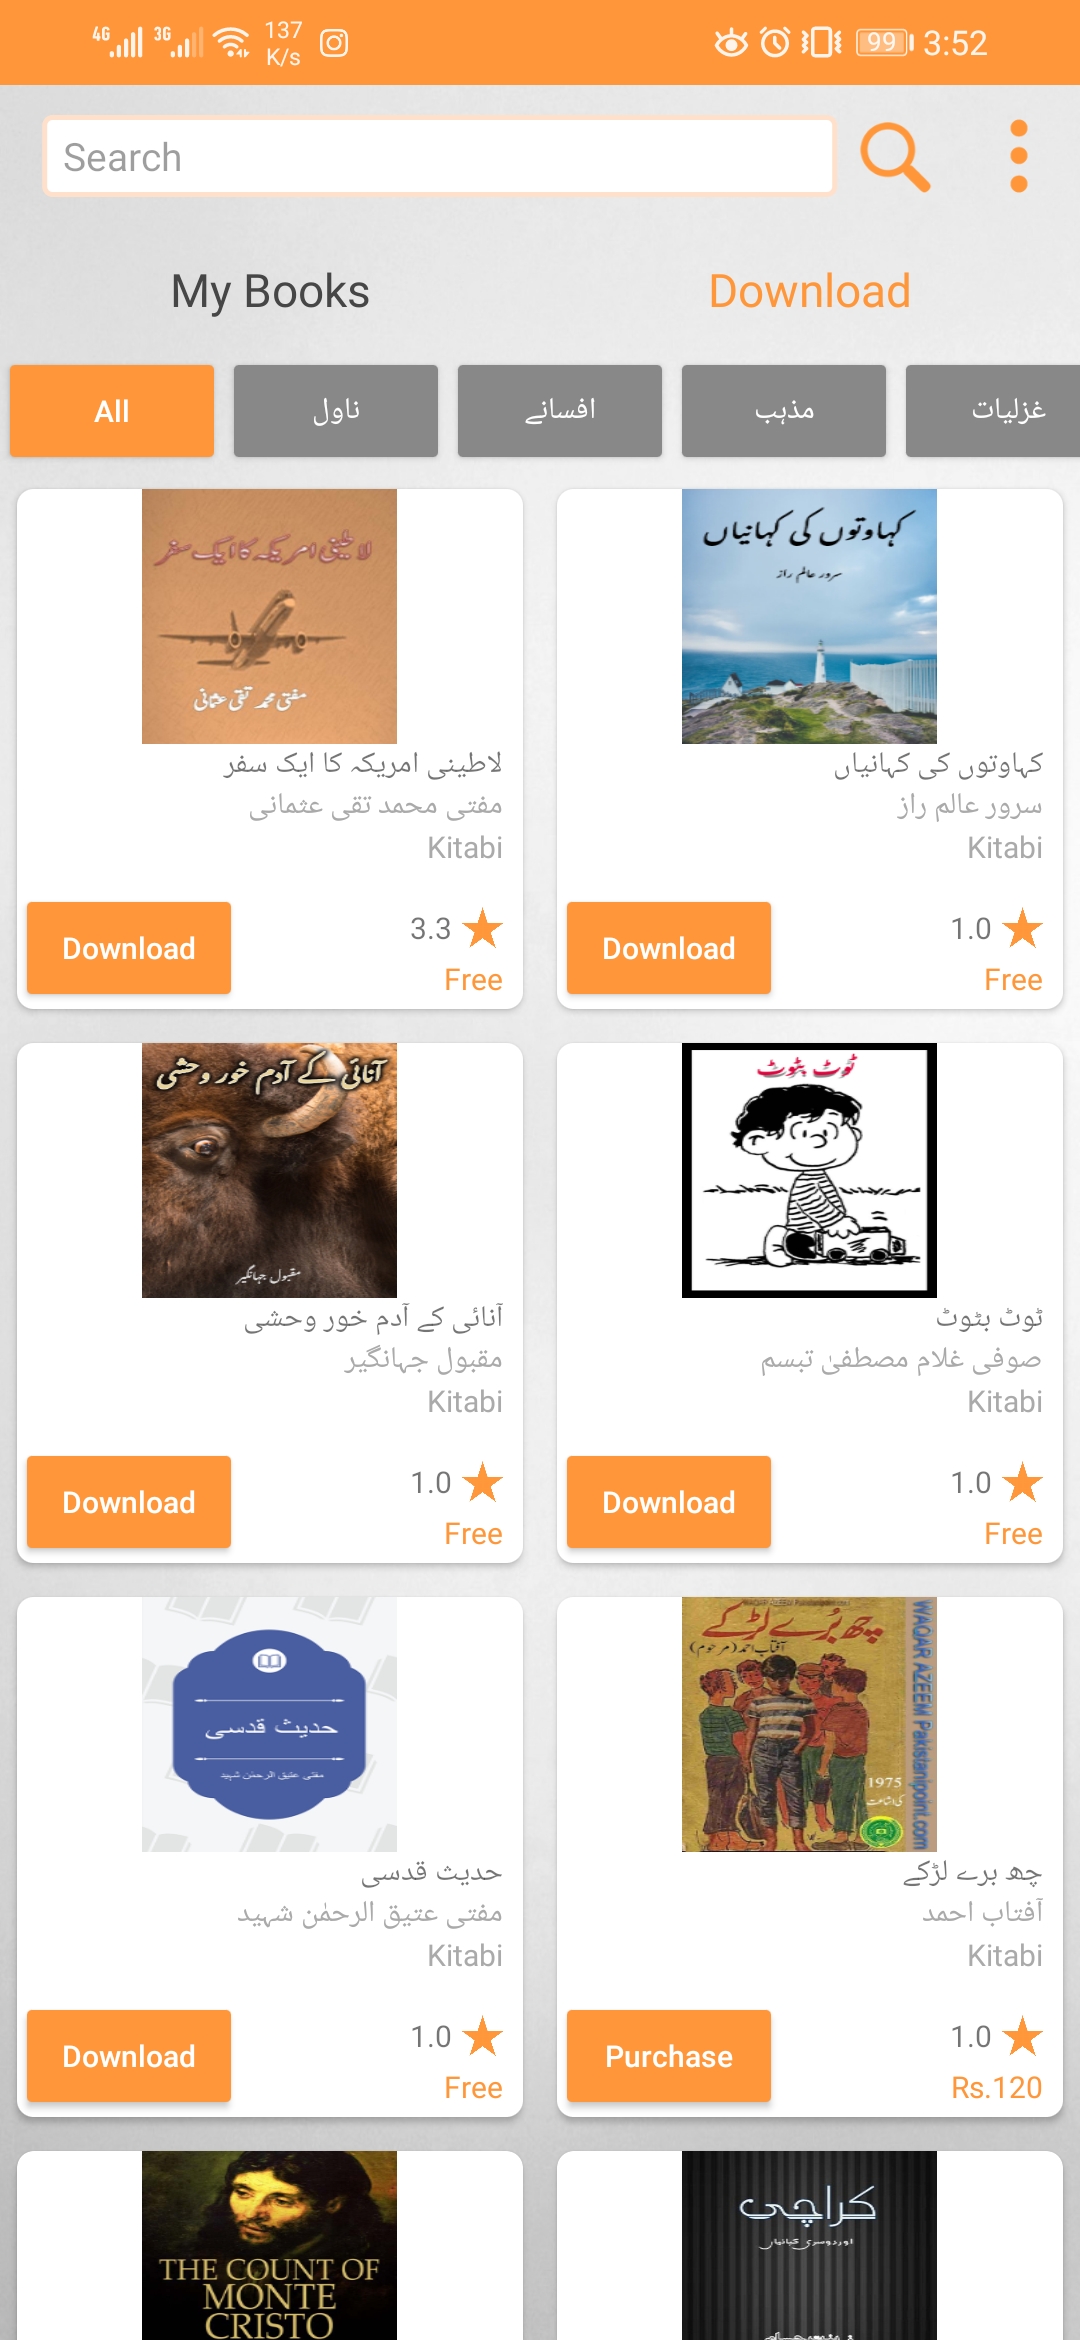 4G 3G 137 K/s 99 3:52
Search
My Books Download
All ناول افسانے مذہب غزلیات
لاطینی امریکہ کا ایک سفر
مفتی محمد تقی عثمانی
لاطینی امریکہ کا ایک سفر
مفتی محمد تقی عثمانی
Kitabi
Download 3.3
Free
کہاوتوں کی کہانیاں
سرور عالم راز
کہاوتوں کی کہانیاں
سرور عالم راز
Kitabi
Download 1.0
Free
آنائی کے آدم خور وحشی
مقبول جہانگیر
آنائی کے آدم خور وحشی
مقبول جہانگیر
Kitabi
Download 1.0
Free
ٹوٹ بٹوٹ
ٹوٹ بٹوٹ
صوفی غلام مصطفیٰ تبسم
Kitabi
Download 1.0
Free
حدیث قدسی
مفتی عتیق الرحمٰن شہید
حدیث قدسی
مفتی عتیق الرحمٰن شہید
Kitabi
Download 1.0
Free
چھ بُرے لڑکے
آفتاب احمد (مرحوم)
WAQAR AZEEM Pakistanipoint.com
1975
کی اشاعت
چھ برے لڑکے
آفتاب احمد
Kitabi
Purchase 1.0
Rs.120
THE COUNT OF
MONTE
CRISTO
کراچی
اور دوسری کہانیاں